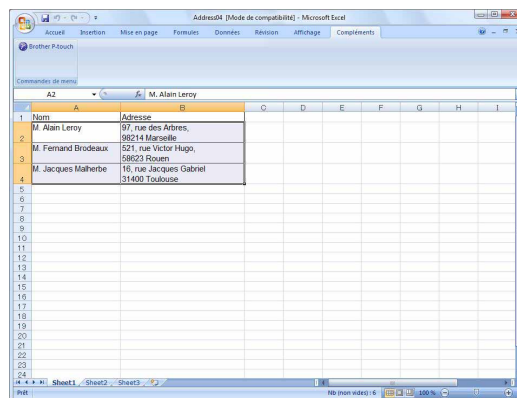 Address04 [Mode de compatibilité] - Microsoft Excel
Accueil Insertion Mise en page Formules Données Révision Affichage Compléments
Brother P-touch
Commandes de menu
A2 fx M. Alain Leroy
A B C D E F G H I
1 Nom Adresse
M. Alain Leroy 97, rue des Arbres,
2 98214 Marseille
M. Fernand Brodeaux 521, rue Victor Hugo,
3 58623 Rouen
M. Jacques Malherbe 16, rue Jacques Gabriel
4 31400 Toulouse
5
6
7
8
9
10
11
12
13
14
15
16
17
18
19
20
21
22
23
24
Sheet1 Sheet2 Sheet3
Prêt Nb (non vides) : 6 100 %